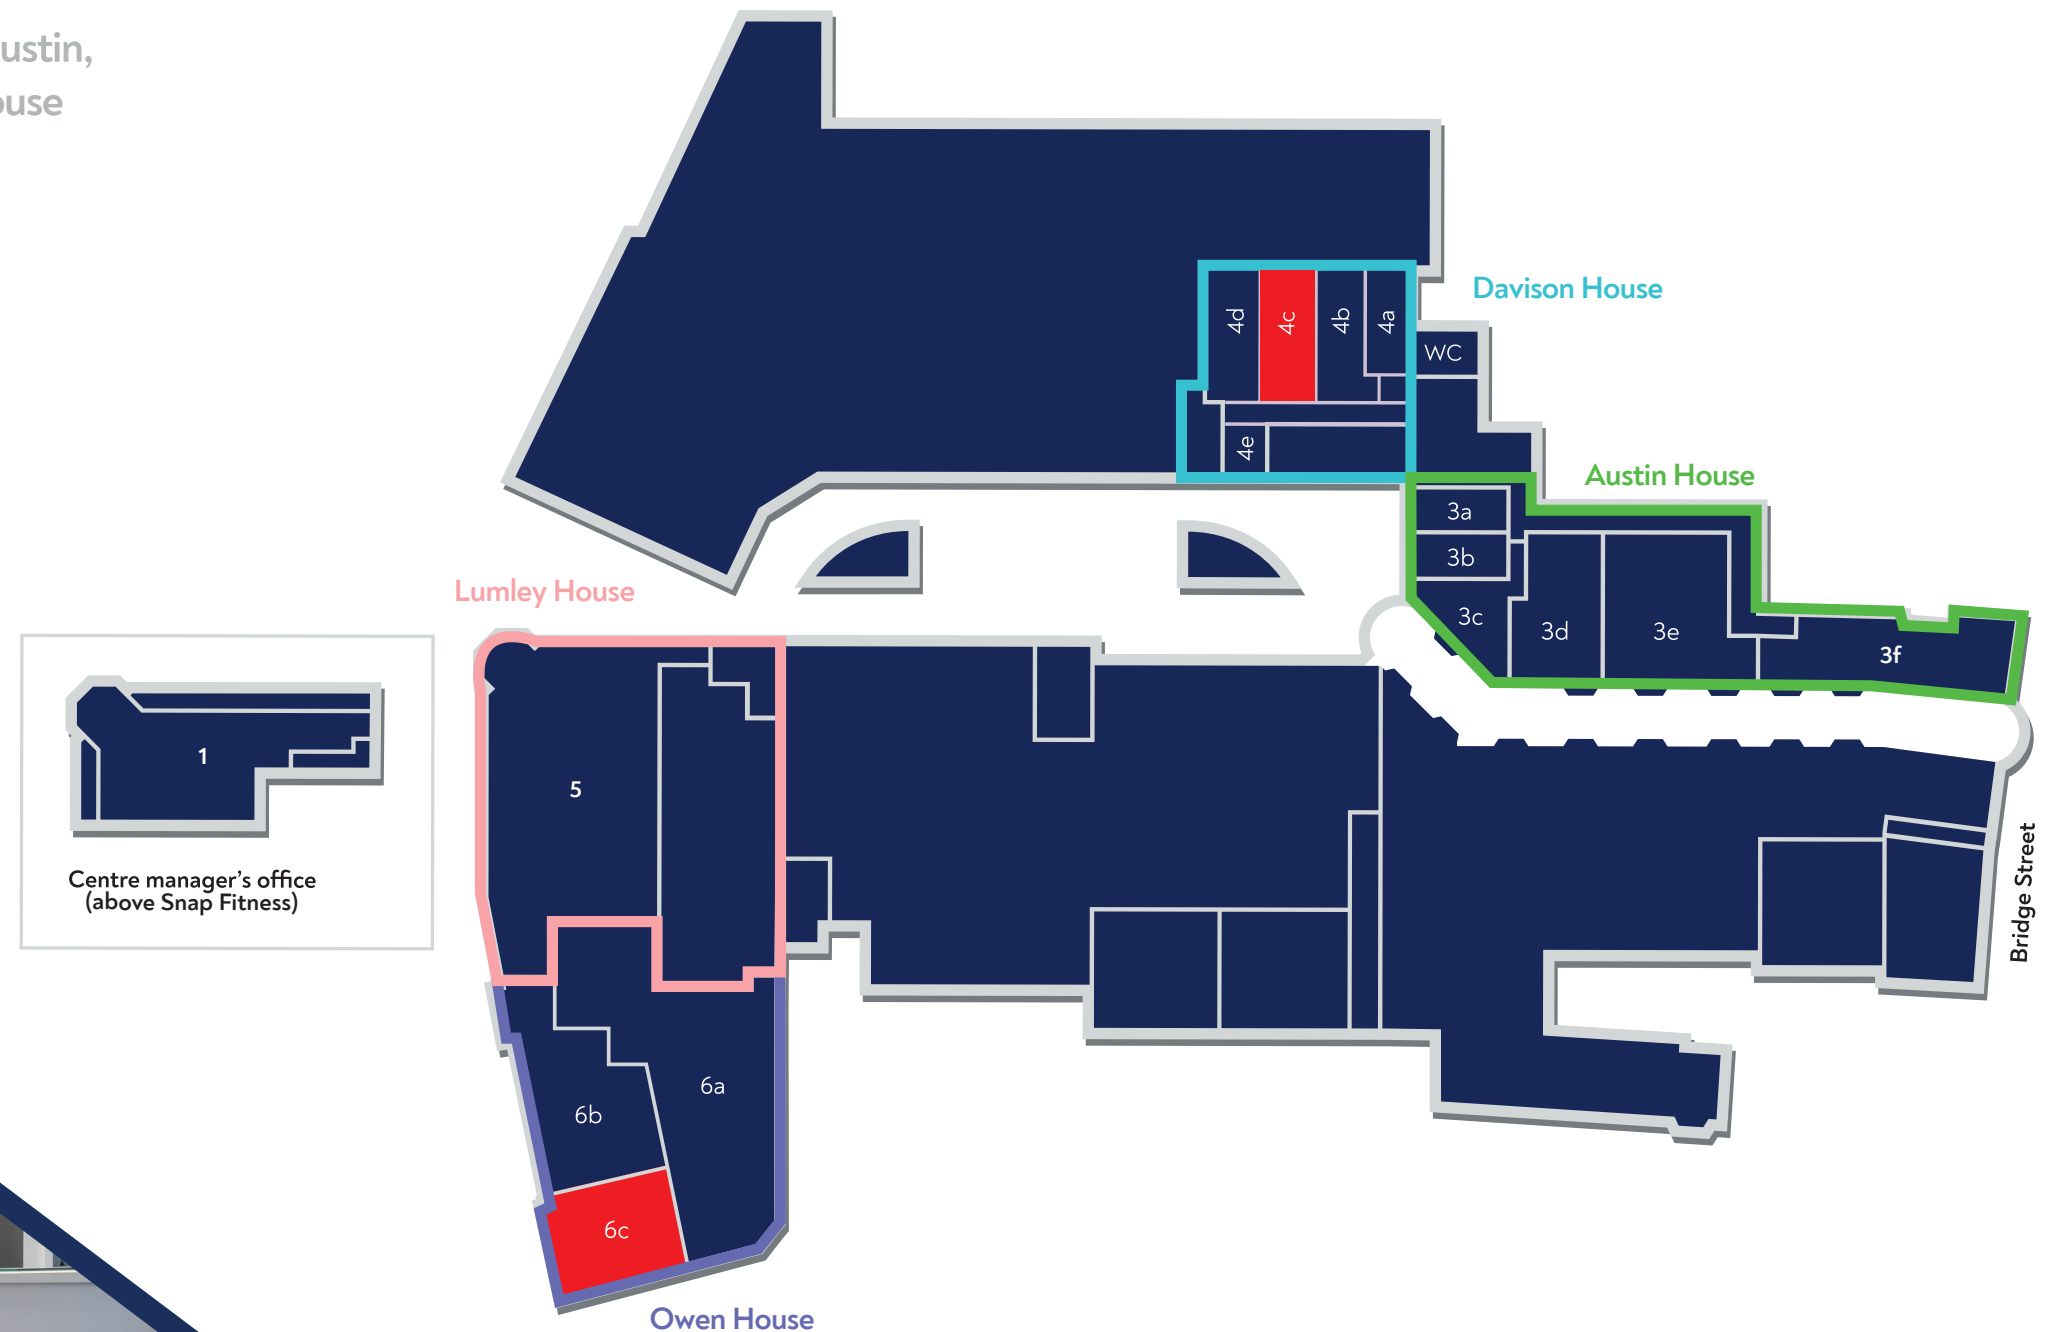 ustin,
ouse
Davison House
4d
4c
4b
4a
WC
4e
Austin House
3a
3b
3c
3d
3e
3f
Lumley House
1
5
Centre manager's office
(above Snap Fitness)
Bridge Street
6a
6b
6c
Owen House